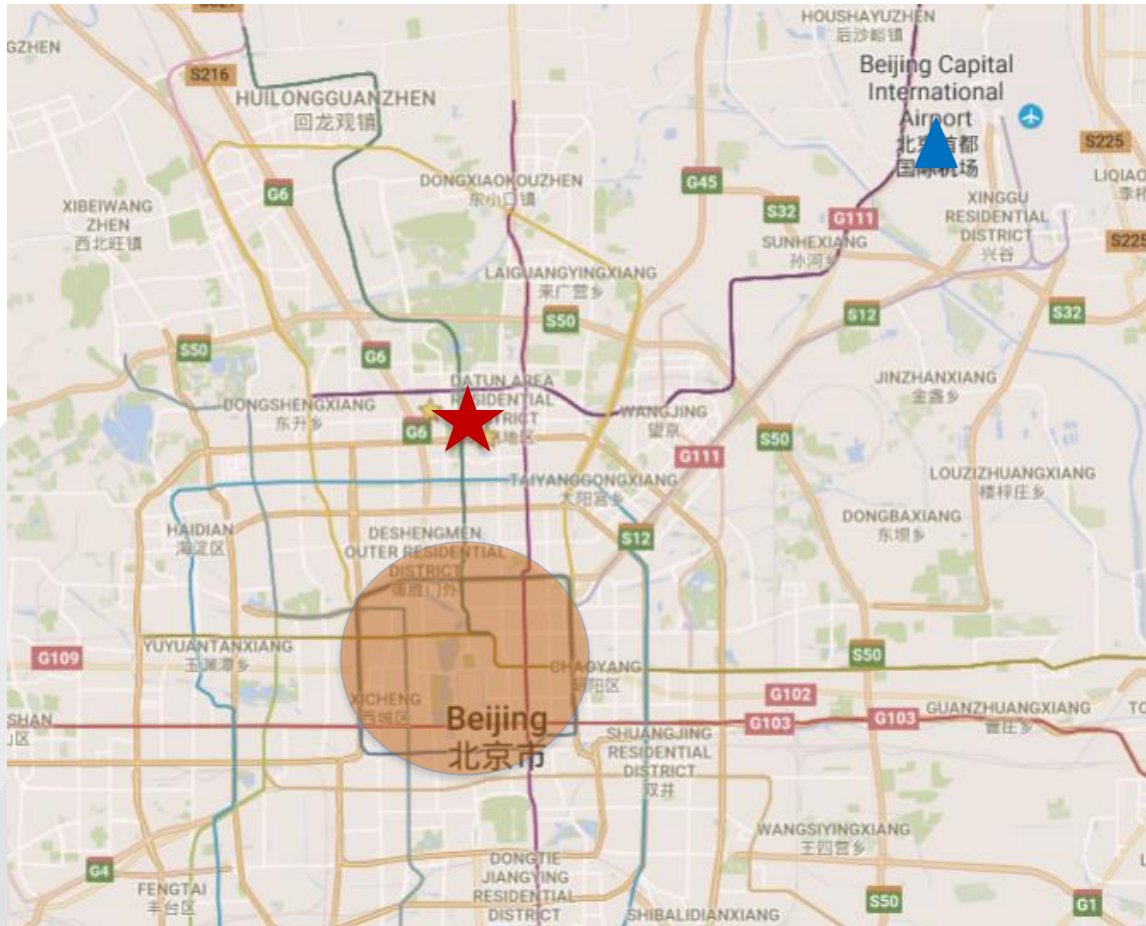 HOUSHAYUZHEN
后沙峪镇
GZHEN
S216
Beijing Capital
International
Airport
北京首都
国际机场
HUILONGGUANZHEN
回龙观镇
S225
LIQIAO
G6
DONGXIAOKOUZHEN
东小口镇
G45
S32
XIBEIWANG
ZHEN
西北旺镇
G111
XINGGU
RESIDENTIAL
DISTRICT
兴谷
SUNHEXIANG
孙河乡
S225
LAIGUANGYINGXIANG
来广营乡
S50
S12
S32
S50
G6
DATUN AREA
RESIDENTIAL
JINZHANXIANG
金盏乡
DONGSHENGXIANG
东升乡
WANGJING
望京
G6
S50
G111
TAIYANGGONGXIANG
太阳宫乡
LOUZIZHUANGXIANG
楼梓庄乡
HAIDIAN
海淀区
DESHENGMEN
OUTER RESIDENTIAL
DISTRICT
德胜门外
S12
DONGBAXIANG
东坝乡
YUYUANTANXIANG
玉渊潭乡
G109
S50
CHAOYANG
朝阳区
XICHENG
西城区
G102
G103
G103
GUANZHUANGXIANG
管庄乡
SHAN
Beijing
北京市
SHUANGJING
RESIDENTIAL
DISTRICT
双井
WANGSIYINGXIANG
王四营乡
G4
DONGTIE
JIANGYING
RESIDENTIAL
DISTRICT
FENGTAI
丰台区
SHIBALIDIANXIANG
S50
G1